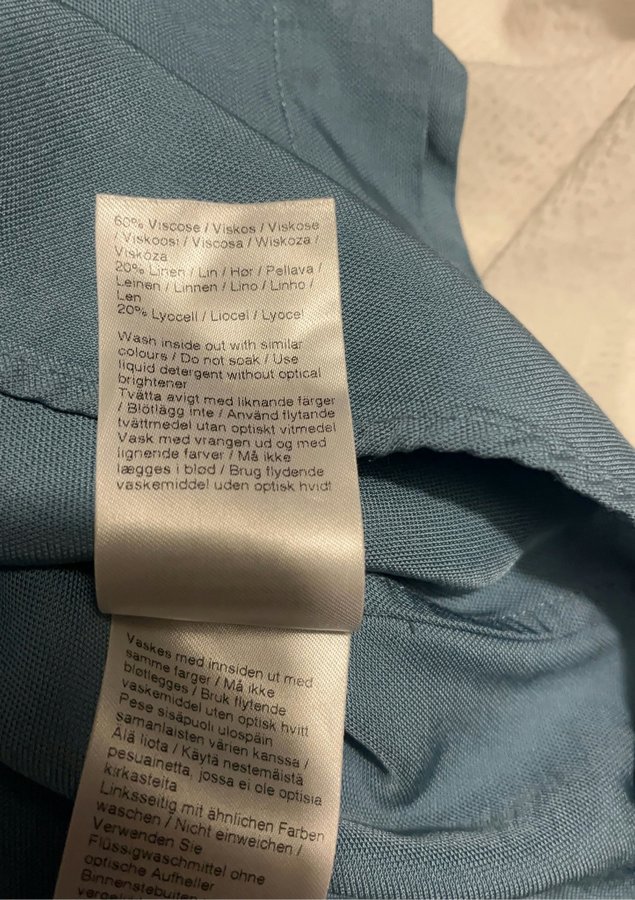 60% Viscose / Viskos / Viskose
/ Viskoosi / Viscosa / Wiskoza /
Viskóza
20% Linen / Lin / Hør / Pellava /
Leinen / Linnen / Lino / Linho /
Len
20% Lyocell / Liocel / Lyocel
Wash inside out with similar
colours / Do not soak / Use
liquid detergent without optical
brightener
Tvätta avigt med liknande färger
/ Blötlägg inte / Använd flytande
tvättmedel utan optiskt vitmedel
Vask med vrangen ud og med
lignende farver / Må ikke
lægges i blød / Brug flydende
vaskemiddel uden optisk hvidt
Vaskes med innsiden ut med
samme farger / Må ikke
bløtlegges / Bruk flytende
vaskemiddel uten optisk hvitt
Pese sisäpuoli ulospäin
samanlaisten värien kanssa /
Älä liota / Käytä nestemäistä
pesuainetta, jossa ei ole optisia
kirkasteita
Linksseitig mit ähnlichen Farben
waschen / Nicht einweichen /
Verwenden Sie
Flüssigwaschmittel ohne
optische Aufheller
Binnenstebuiten